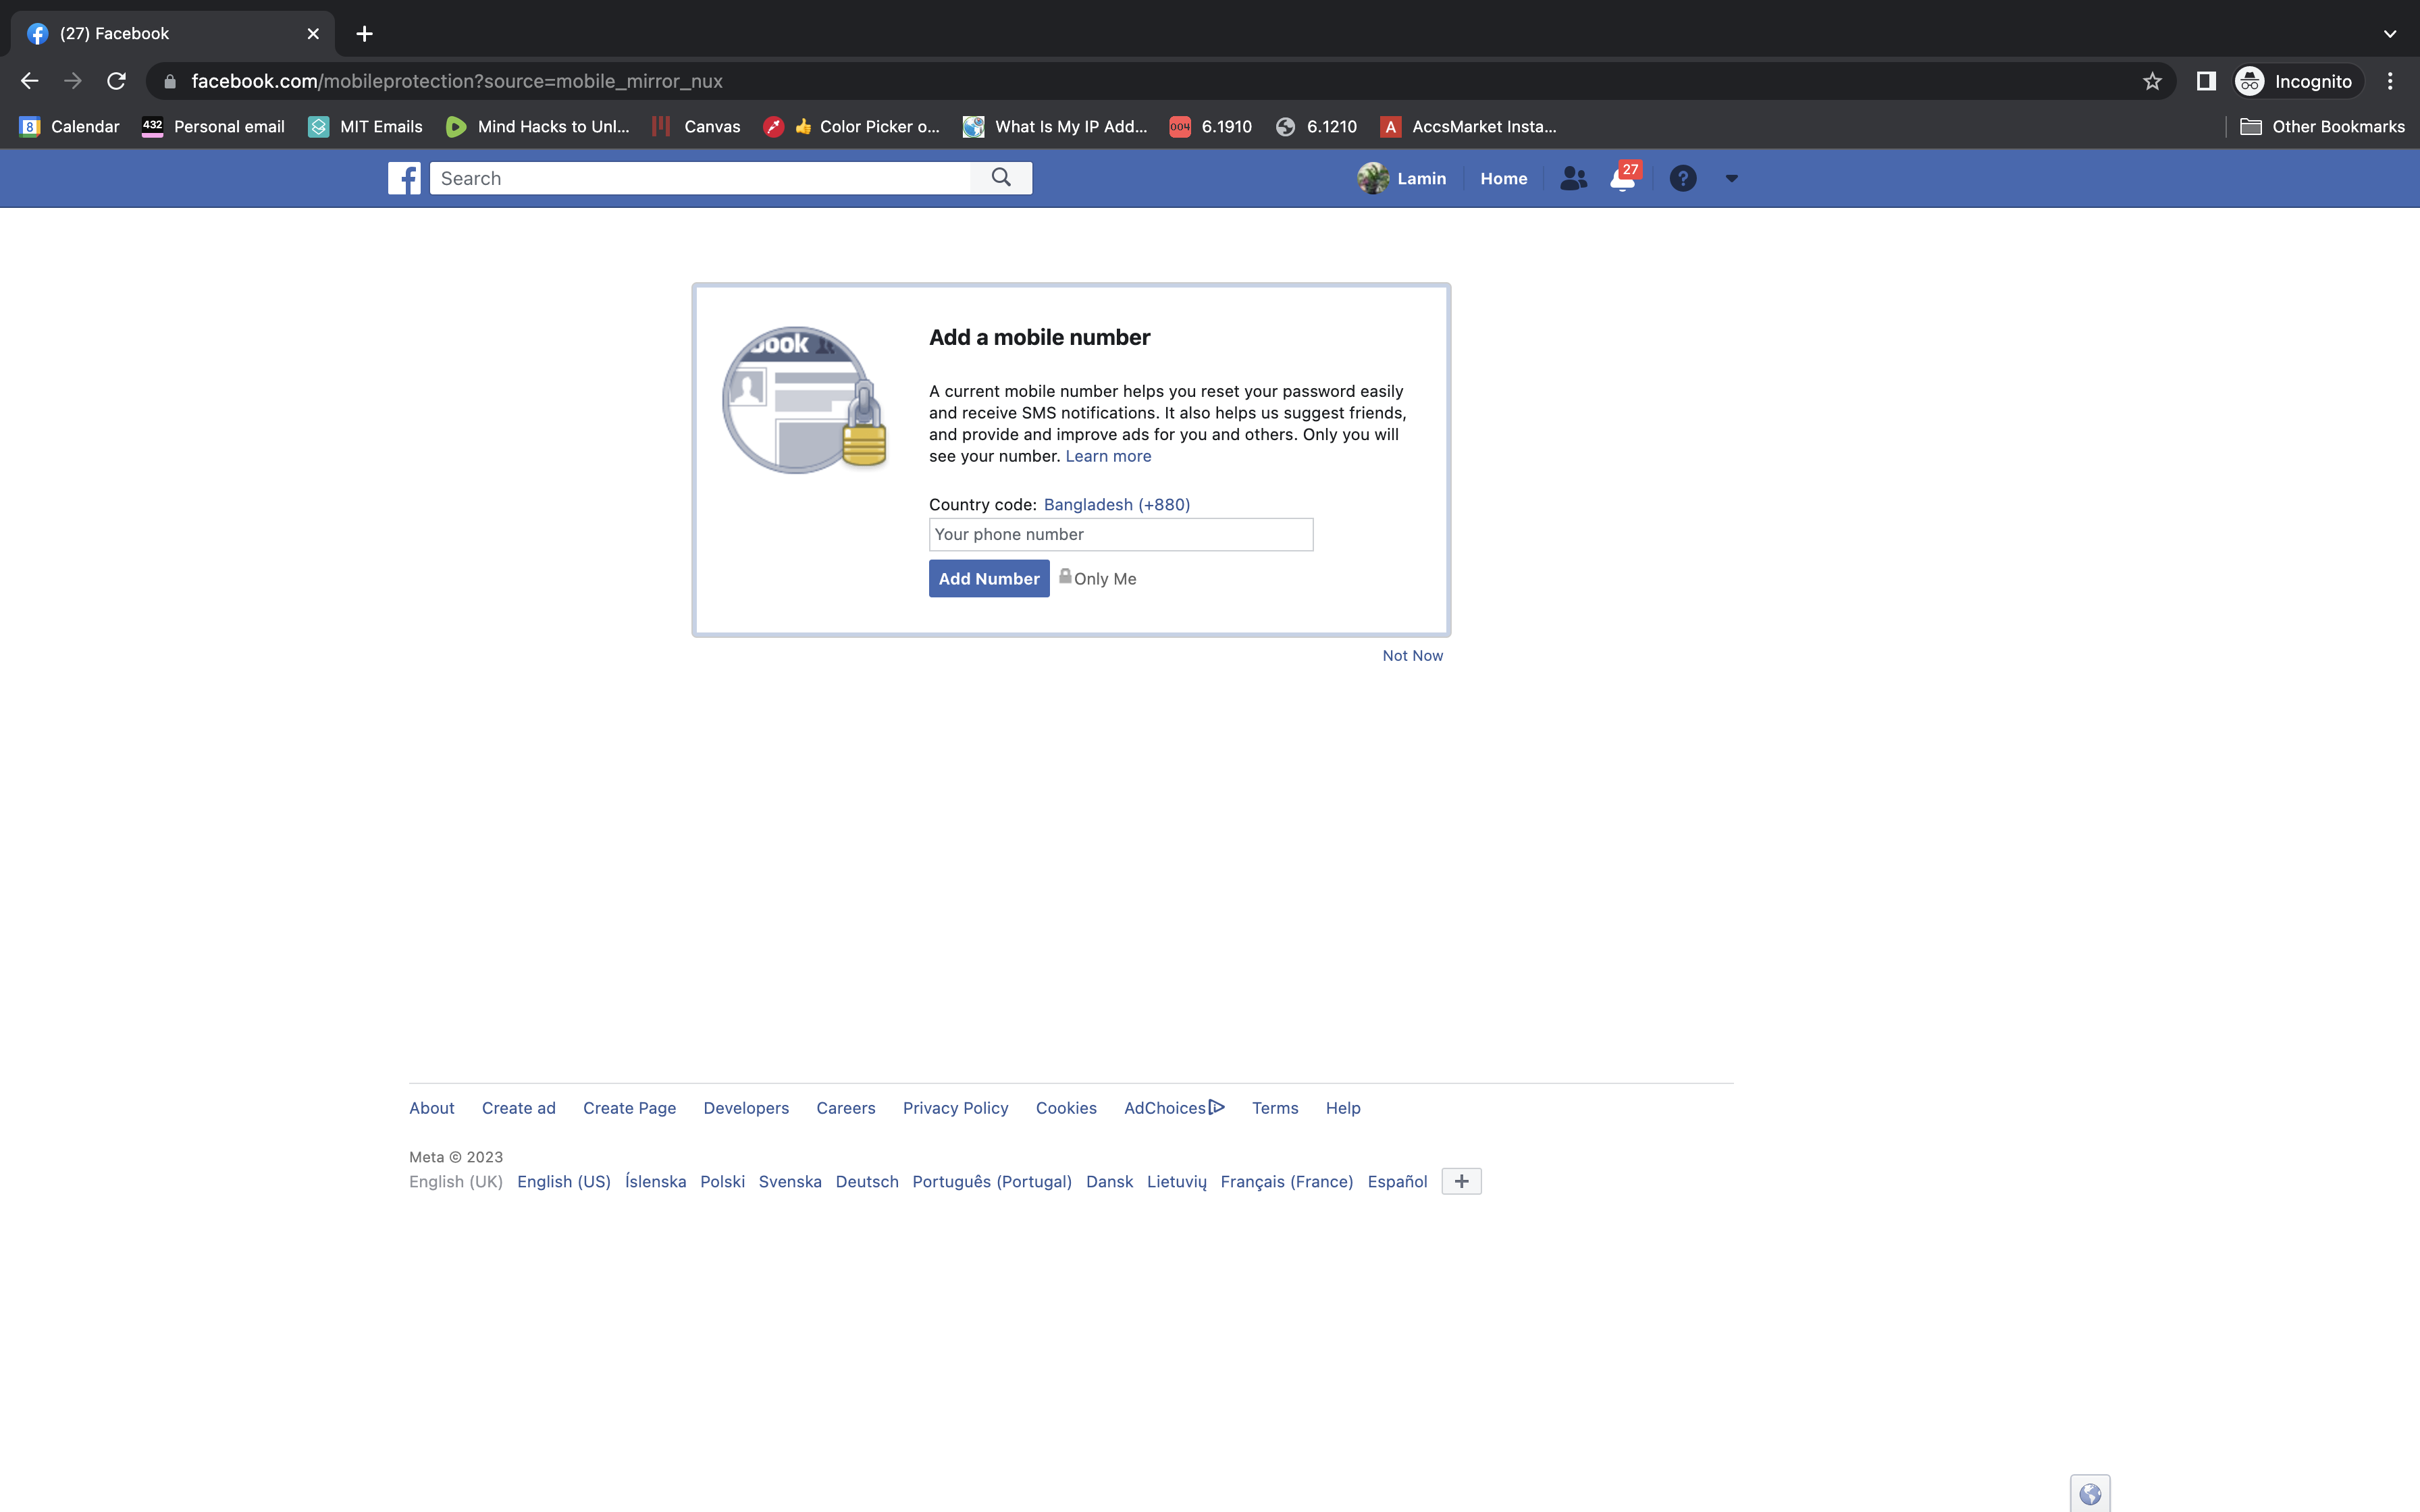 (27) Facebook
facebook.com/mobileprotection?source=mobile_mirror_nux
Incognito
8 Calendar
432 Personal email
MIT Emails
Mind Hacks to Unl...
Canvas
👍 Color Picker o...
What Is My IP Add...
004 6.1910
6.1210
A AccsMarket Insta...
Other Bookmarks
f Search
Lamin
Home
27
?
book
Add a mobile number
A current mobile number helps you reset your password easily
and receive SMS notifications. It also helps us suggest friends,
and provide and improve ads for you and others. Only you will
see your number. Learn more
Country code: Bangladesh (+880)
Your phone number
Add Number Only Me
Not Now
About Create ad Create Page Developers Careers Privacy Policy Cookies AdChoices Terms Help
Meta © 2023
English (UK) English (US) Íslenska Polski Svenska Deutsch Português (Portugal) Dansk Lietuvių Français (France) Español +